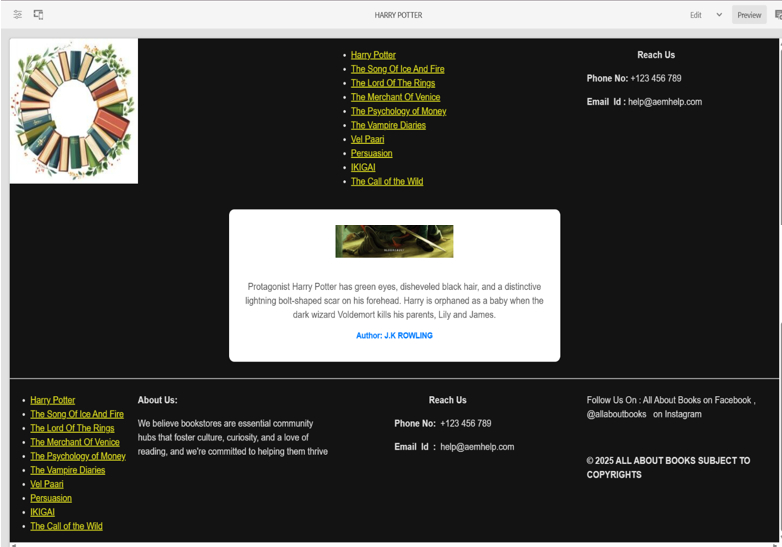 HARRY POTTER
Edit
Preview
Harry Potter
The Song Of Ice And Fire
The Lord Of The Rings
The Merchant Of Venice
The Psychology of Money
The Vampire Diaries
Vel Paari
Persuasion
IKIGAI
The Call of the Wild
Reach Us
Phone No: +123 456 789
Email Id : help@aemhelp.com
Protagonist Harry Potter has green eyes, disheveled black hair, and a distinctive
lightning bolt-shaped scar on his forehead. Harry is orphaned as a baby when the
dark wizard Voldemort kills his parents, Lily and James.
Author: J.K ROWLING
Harry Potter
The Song Of Ice And Fire
The Lord Of The Rings
The Merchant Of Venice
The Psychology of Money
The Vampire Diaries
Vel Paari
Persuasion
IKIGAI
The Call of the Wild
About Us:
We believe bookstores are essential community
hubs that foster culture, curiosity, and a love of
reading, and we're committed to helping them thrive
Reach Us
Phone No: +123 456 789
Email Id : help@aemhelp.com
Follow Us On : All About Books on Facebook ,
@allaboutbooks on Instagram
© 2025 ALL ABOUT BOOKS SUBJECT TO
COPYRIGHTS